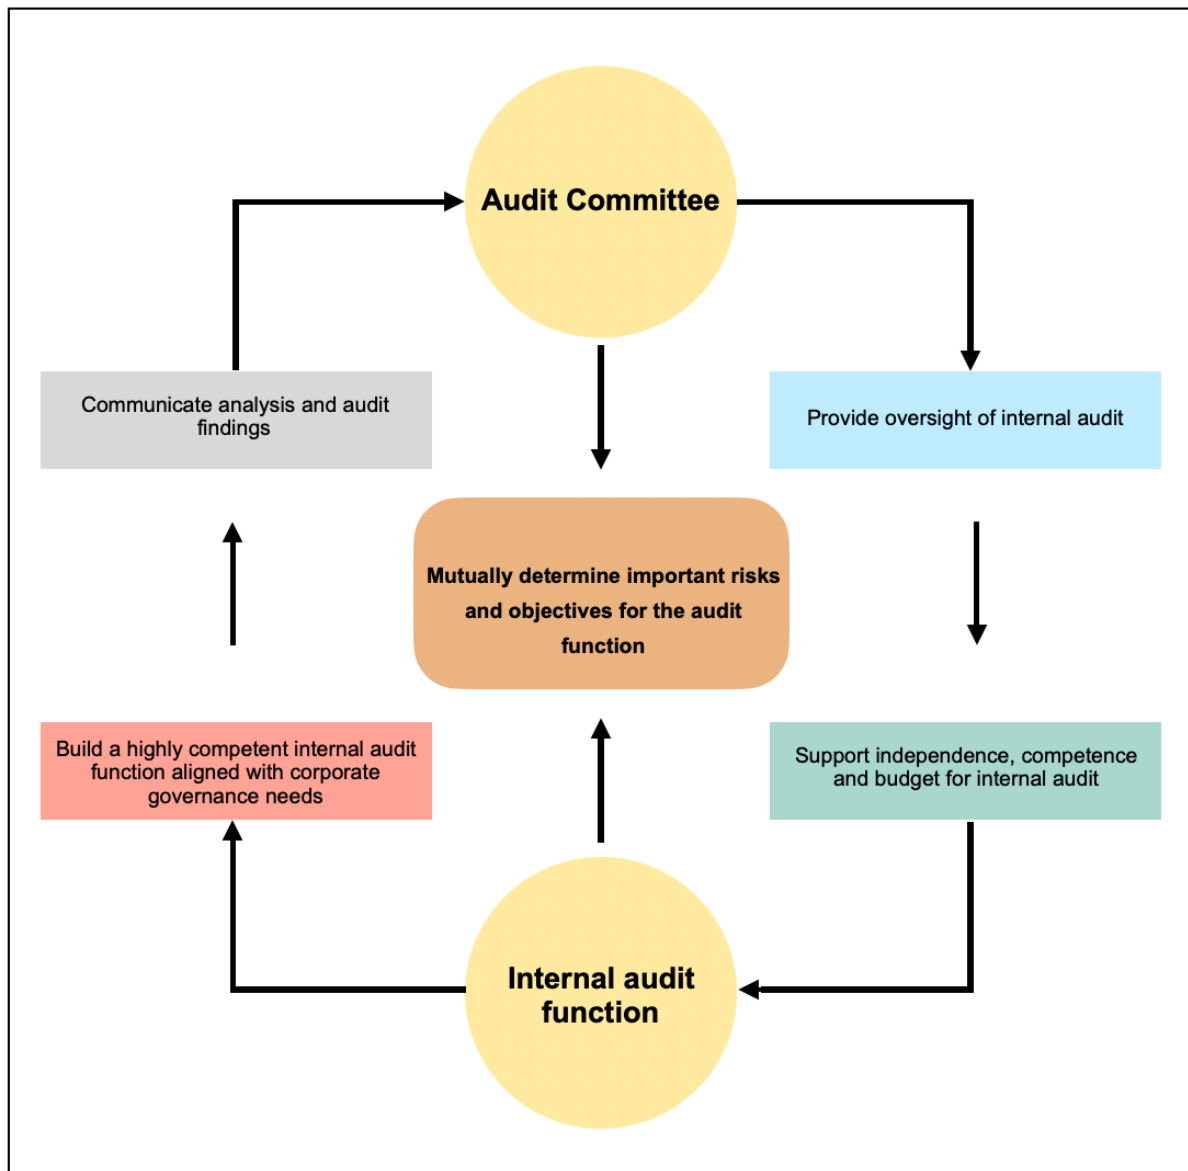 Audit Committee
Communicate analysis and audit
findings
Provide oversight of internal audit
Mutually determine important risks
and objectives for the audit
function
Build a highly competent internal audit
function aligned with corporate
governance needs
Support independence, competence
and budget for internal audit
Internal audit
function